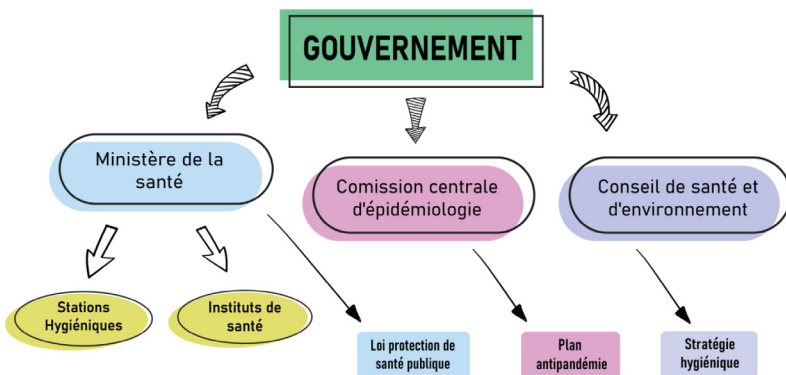 GOUVERNEMENT
Ministère de la
santé
Comission centrale
d'épidémiologie
Conseil de santé et
d'environnement
Stations
Hygiéniques
Instituts de
santé
Loi protection de
santé publique
Plan
antipandémie
Stratégie
hygiénique